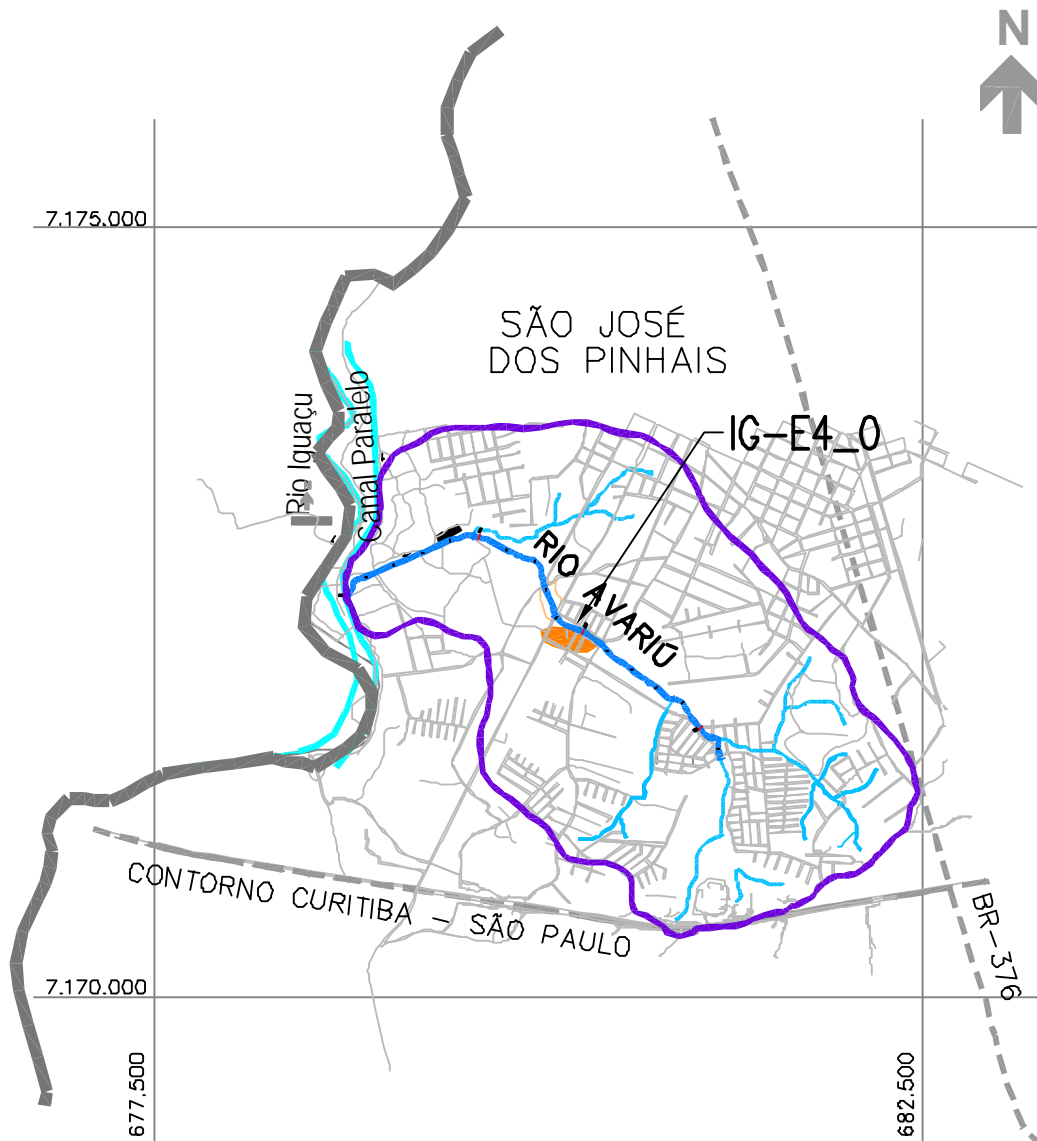 N
7.175.000
SÃO JOSÉ
DOS PINHAIS
IG-E4_0
Rio Iguaçu
Canal Paralelo
RIO AVARIÚ
CONTORNO CURITIBA - SÃO PAULO
BR-376
7.170.000
677.500
682.500